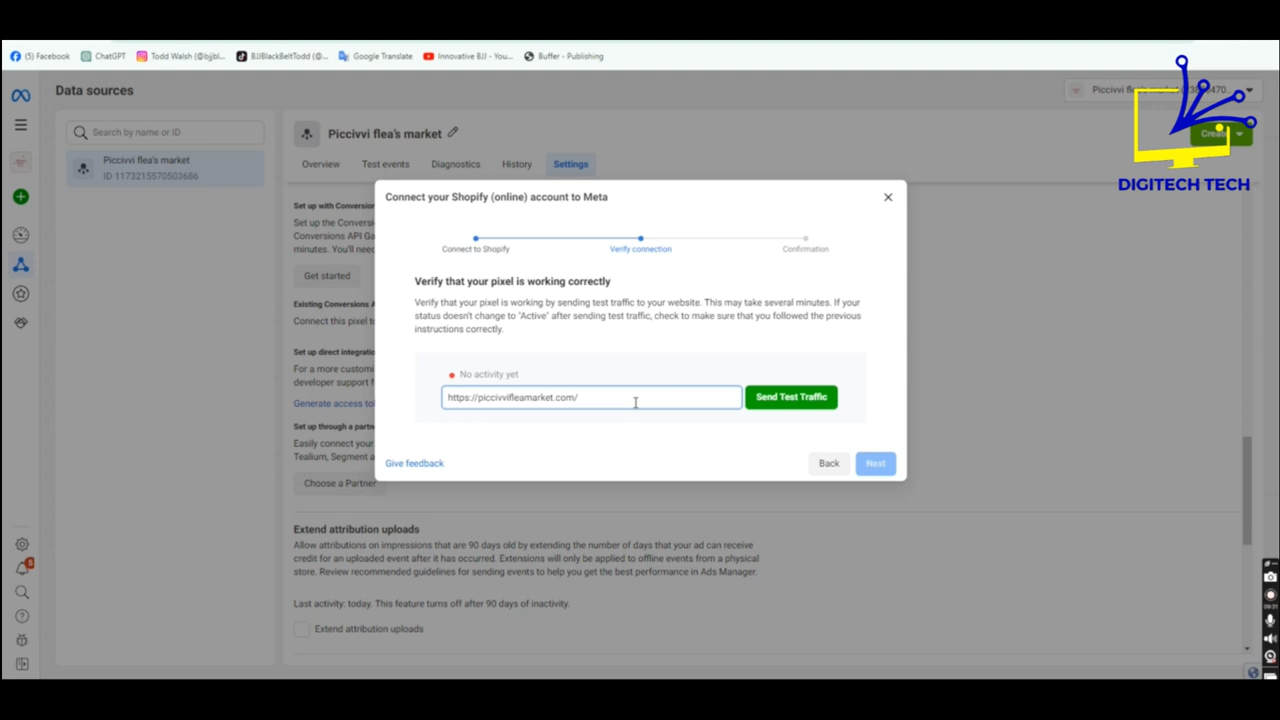 (5) Facebook
ChatGPT
Todd Walsh (@bjjbl...
BJJBlackBeltTodd (@...
Google Translate
Innovative BJJ - You...
Buffer - Publishing
Data sources
Piccivvi flea's market
Search by name or ID
Piccivvi flea's market
ID 1173215570503686
Piccivvi flea's market
Create
DIGITECH TECH
Overview
Test events
Diagnostics
History
Settings
Set up with Conversion
Set up the Convers
Conversions API Ga
minutes. You'll need
Get started
Existing Conversions A
Connect this pixel to
Set up direct integratio
For a more customi
developer support f
Generate access tol
Set up through a partn
Easily connect your
Tealium, Segment a
Choose a Partner
Connect your Shopify (online) account to Meta
Connect to Shopify
Verify connection
Confirmation
Verify that your pixel is working correctly
Verify that your pixel is working by sending test traffic to your website. This may take several minutes. If your
status doesn't change to "Active" after sending test traffic, check to make sure that you followed the previous
instructions correctly.
No activity yet
https://piccivvifleamarket.com/
Send Test Traffic
Give feedback
Back
Next
Extend attribution uploads
Allow attributions on impressions that are 90 days old by extending the number of days that your ad can receive
credit for an uploaded event after it has occurred. Extensions will only be applied to offline events from a physical
store. Review recommended guidelines for sending events to help you get the best performance in Ads Manager.
Last activity: today. This feature turns off after 90 days of inactivity.
Extend attribution uploads